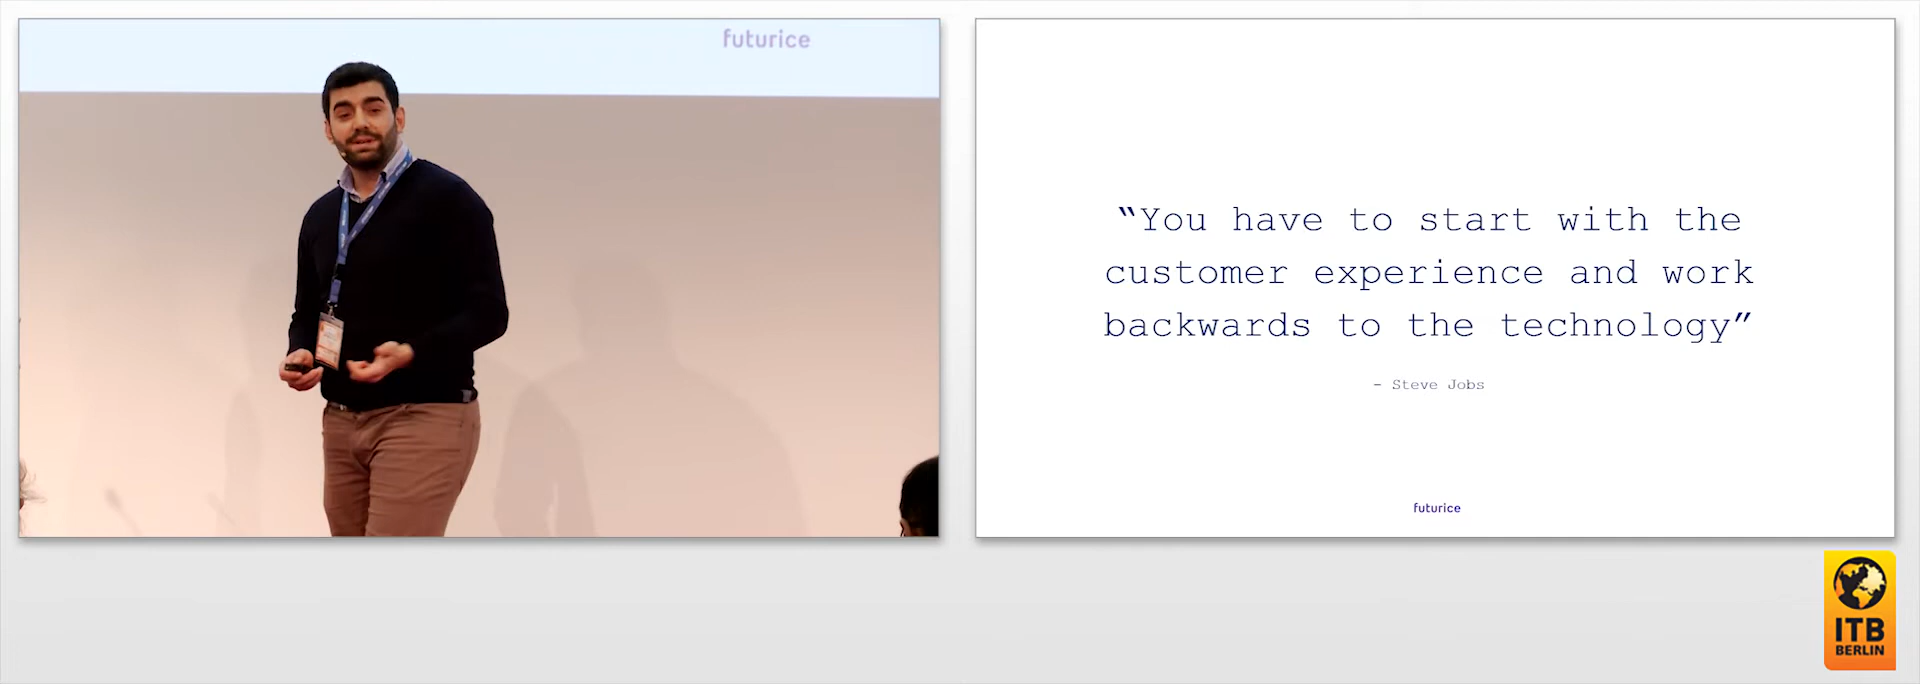 futurice
“You have to start with the
customer experience and work
backwards to the technology”
- Steve Jobs
futurice
ITB
BERLIN